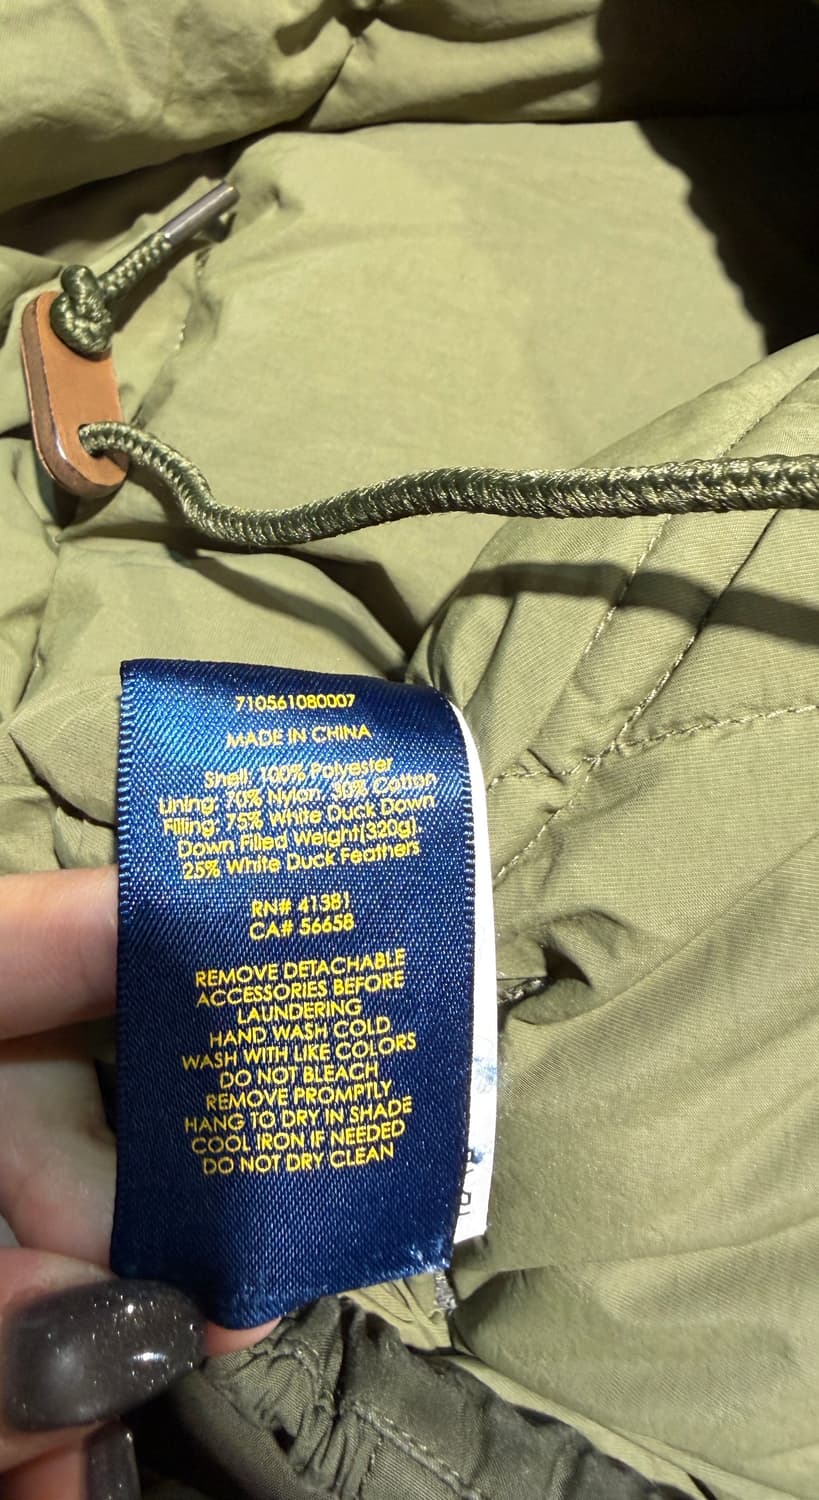 710561080007
MADE IN CHINA
Shell: 100% Polyester
Lining: 70% Nylon, 30% Cotton
Filling: 75% White Duck Down
Down Filled Weight(320g).
25% White Duck Feathers
RN# 41381
CA# 56658
REMOVE DETACHABLE
ACCESSORIES BEFORE
LAUNDERING
HAND WASH COLD
WASH WITH LIKE COLORS
DO NOT BLEACH
REMOVE PROMPTLY
HANG TO DRY IN SHADE
COOL IRON IF NEEDED
DO NOT DRY CLEAN